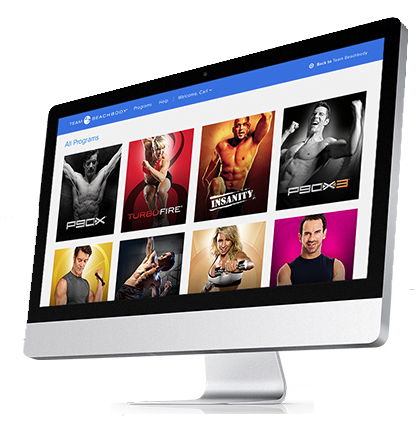 TEAM BEACHBODY Programs Help Welcome, Carl Back to Team Beachbody
All Programs
P90X
TURBOFIRE
INSANITY
P90X3